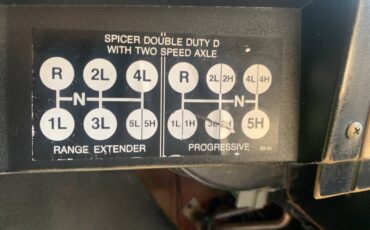 SPICER DOUBLE DUTY D
WITH TWO SPEED AXLE
R 2L 4L R 2L 2H 4L 4H
N N
1L 3L 5L 5H 1L 1H 3L 5H
RANGE EXTENDER PROGRESSIVE